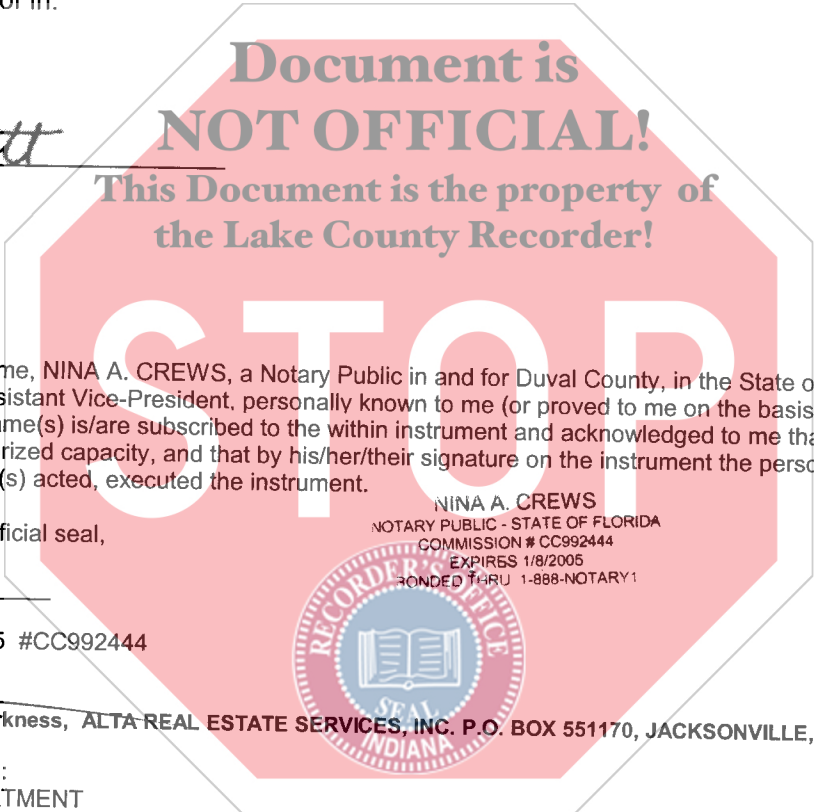 or in:
Document is
NOT OFFICIAL!
tt
This Document is the property of
the Lake County Recorder!
STOP
me, NINA A. CREWS, a Notary Public in and for Duval County, in the State o
sistant Vice-President, personally known to me (or proved to me on the basis
me(s) is/are subscribed to the within instrument and acknowledged to me tha
rized capacity, and that by his/her/their signature on the instrument the perso
(s) acted, executed the instrument.
NINA A. CREWS
NOTARY PUBLIC - STATE OF FLORIDA
ficial seal,
COMMISSION # CC992444
EXPIRES 1/8/2005
BONDED THRU 1-888-NOTARY1
RECORDER'S OFFICE
5 #CC992444
SEAL
INDIANA
rkness, ALTA REAL ESTATE SERVICES, INC. P.O. BOX 551170, JACKSONVILLE,
:
TMENT